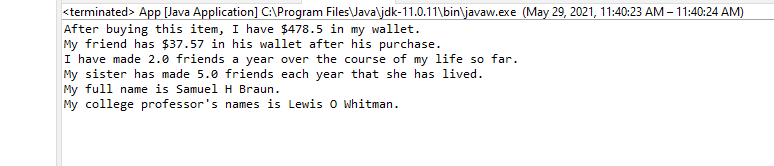 <terminated> App [Java Application] C:\Program Files\Java\jdk-11.0.11\bin\javaw.exe (May 29, 2021, 11:40:23 AM – 11:40:24 AM)
After buying this item, I have $478.5 in my wallet.
My friend has $37.57 in his wallet after his purchase.
I have made 2.0 friends a year over the course of my life so far.
My sister has made 5.0 friends each year that she has lived.
My full name is Samuel H Braun.
My college professor's names is Lewis O Whitman.